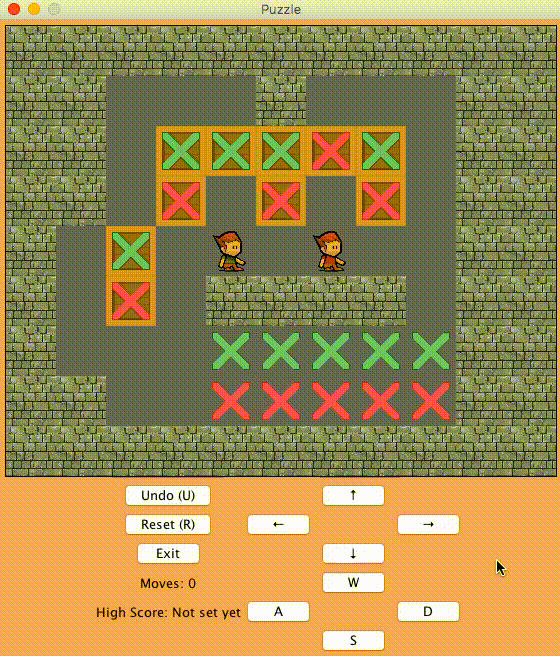 Puzzle
Undo (U)
↑
Reset (R)
←
→
Exit
↓
Moves: 0
W
High Score: Not set yet
A
D
S